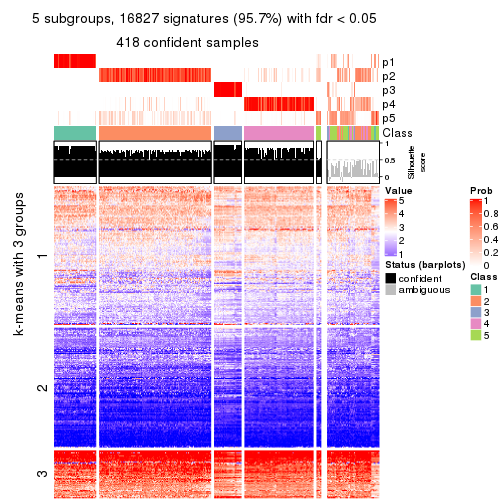 5 subgroups, 16827 signatures (95.7%) with fdr < 0.05
418 confident samples
p1
p2
p3
p4
p5
Class
1
0.5
0
Silhouette
score
k-means with 3 groups
1
2
3
Value
5
4
3
2
1
Status (barplots)
confident
ambiguous
Prob
1
0.8
0.6
0.4
0.2
0
Class
1
2
3
4
5